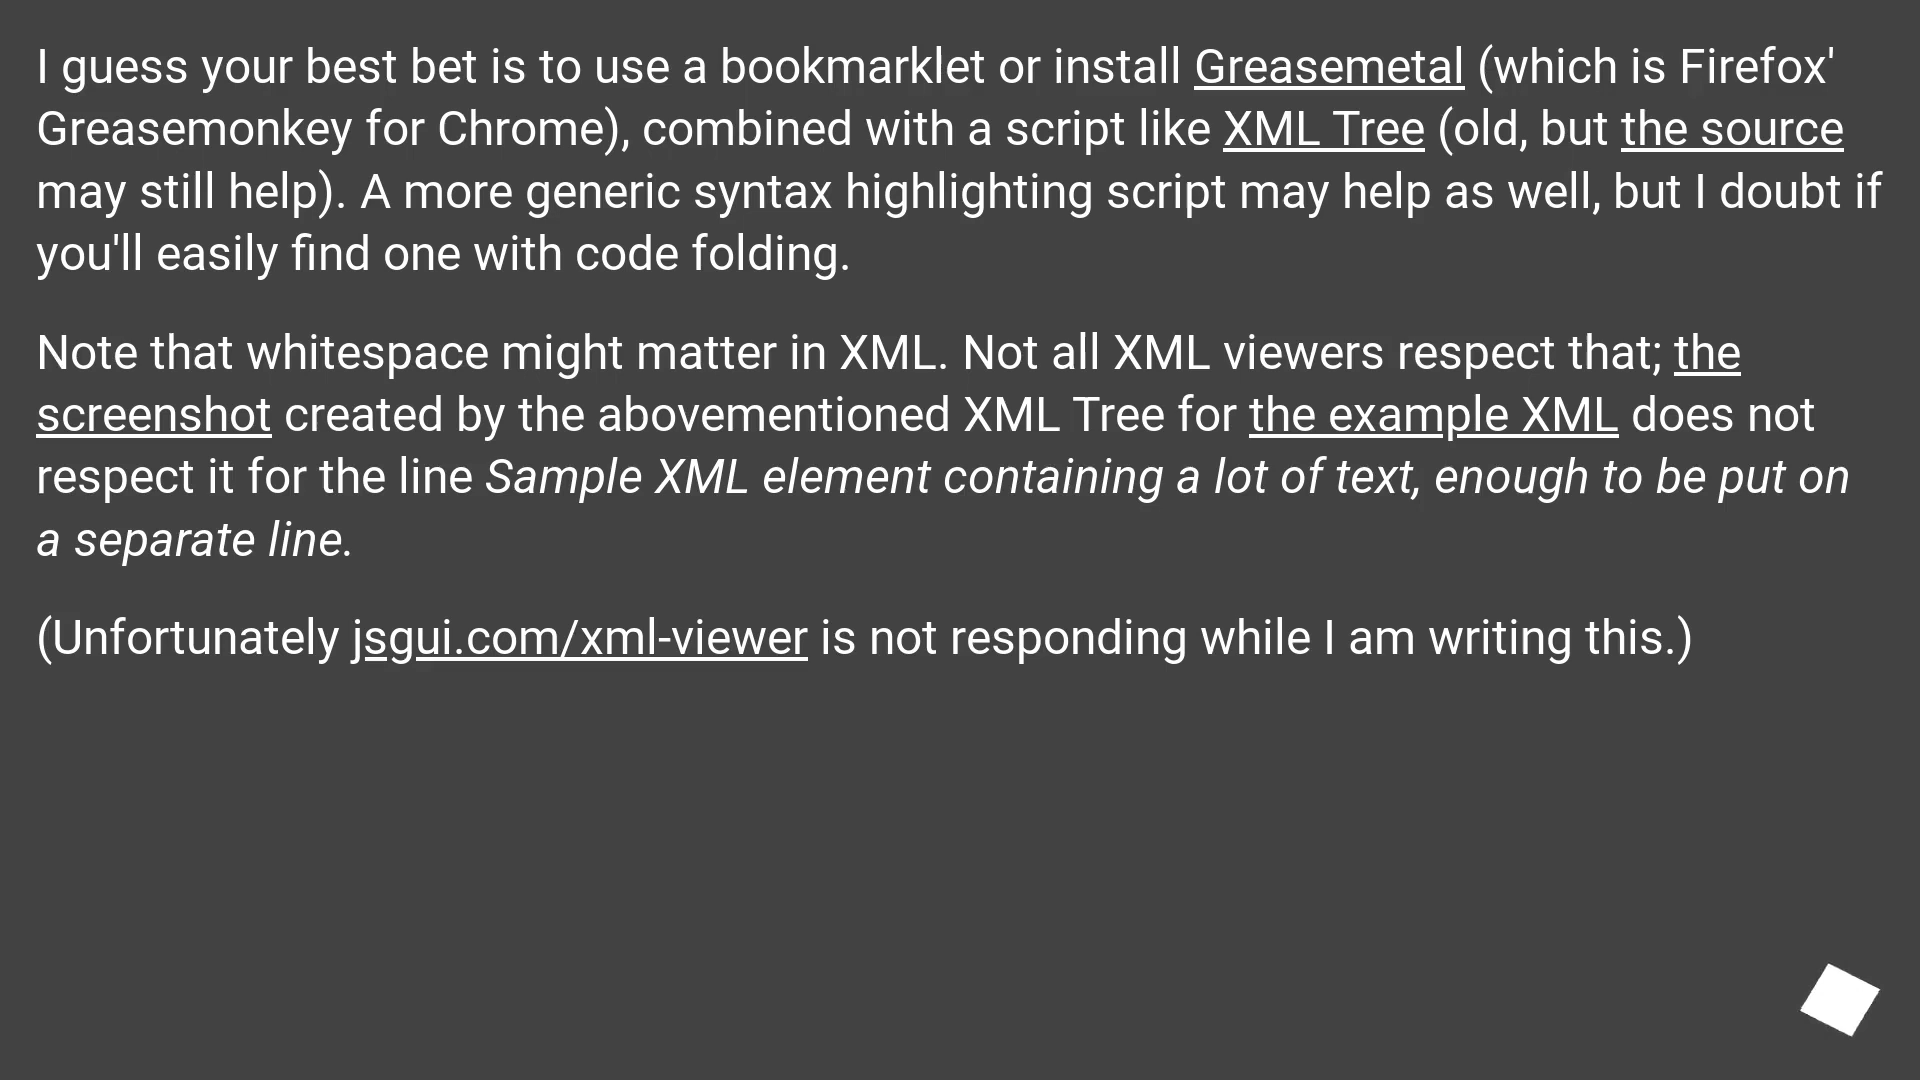 I guess your best bet is to use a bookmarklet or install Greasemetal (which is Firefox'
Greasemonkey for Chrome), combined with a script like XML Tree (old, but the source
may still help). A more generic syntax highlighting script may help as well, but I doubt if
you'll easily find one with code folding.
Note that whitespace might matter in XML. Not all XML viewers respect that; the
screenshot created by the abovementioned XML Tree for the example XML does not
respect it for the line Sample XML element containing a lot of text, enough to be put on
a separate line.
(Unfortunately jsgui.com/xml-viewer is not responding while I am writing this.)